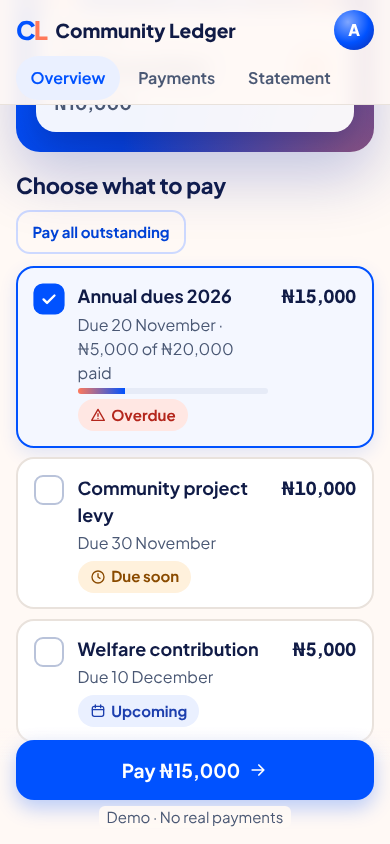 CL Community Ledger
A
Overview
Payments
Statement
₦10,000
Choose what to pay
Pay all outstanding
Annual dues 2026
₦15,000
Due 20 November ·
₦5,000 of ₦20,000
paid
Overdue
Community project
levy
₦10,000
Due 30 November
Due soon
Welfare contribution
₦5,000
Due 10 December
Upcoming
Pay ₦15,000 →
Demo · No real payments